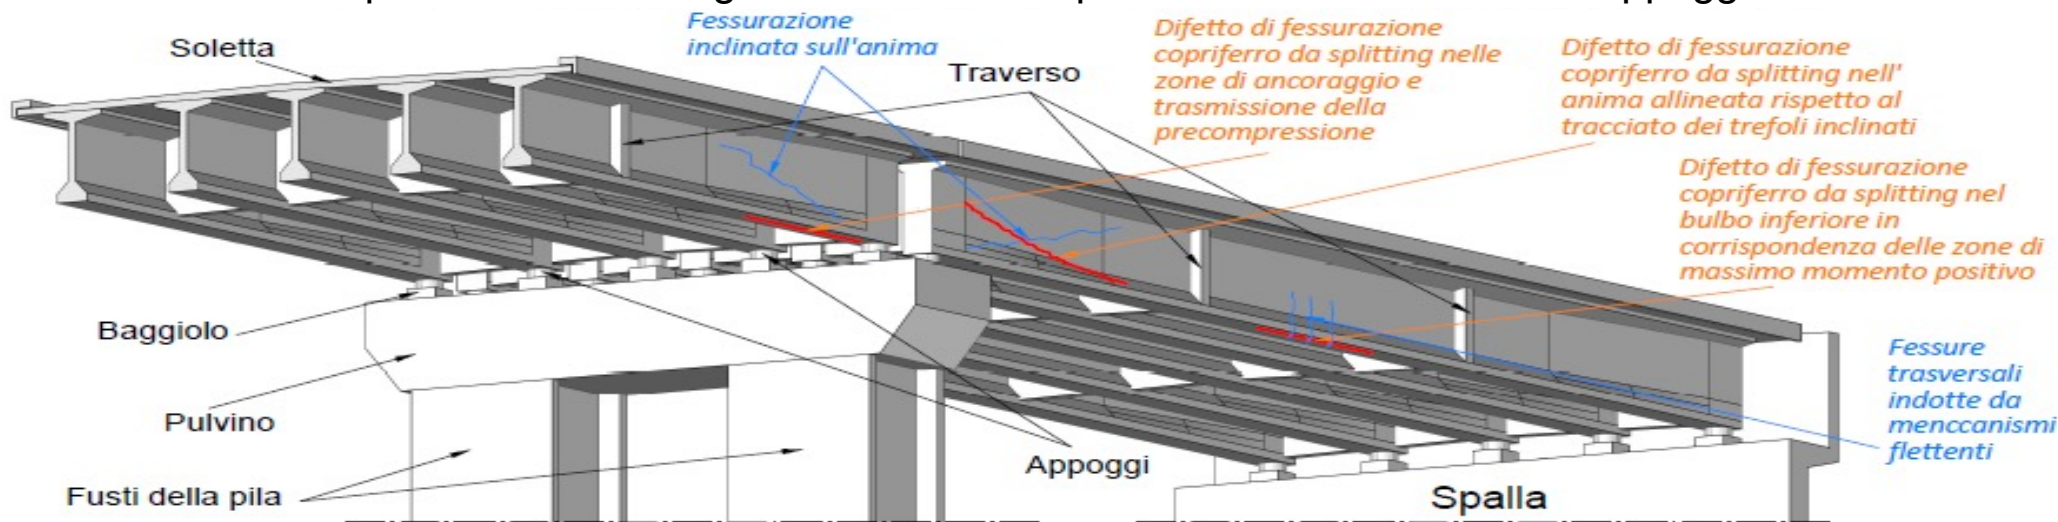 Soletta
Fessurazione
inclinata sull'anima
Traverso
Difetto di fessurazione
copriferro da splitting nelle
zone di ancoraggio e
trasmissione della
precompressione
Difetto di fessurazione
copriferro da splitting nell'
anima allineata rispetto al
tracciato dei trefoli inclinati
Difetto di fessurazione
copriferro da splitting nel
bulbo inferiore in
corrispondenza delle zone di
massimo momento positivo
Baggiolo
Pulvino
Fusti della pila
Appoggi
Spalla
Fessure
trasversali
indotte da
menccanismi
flettenti